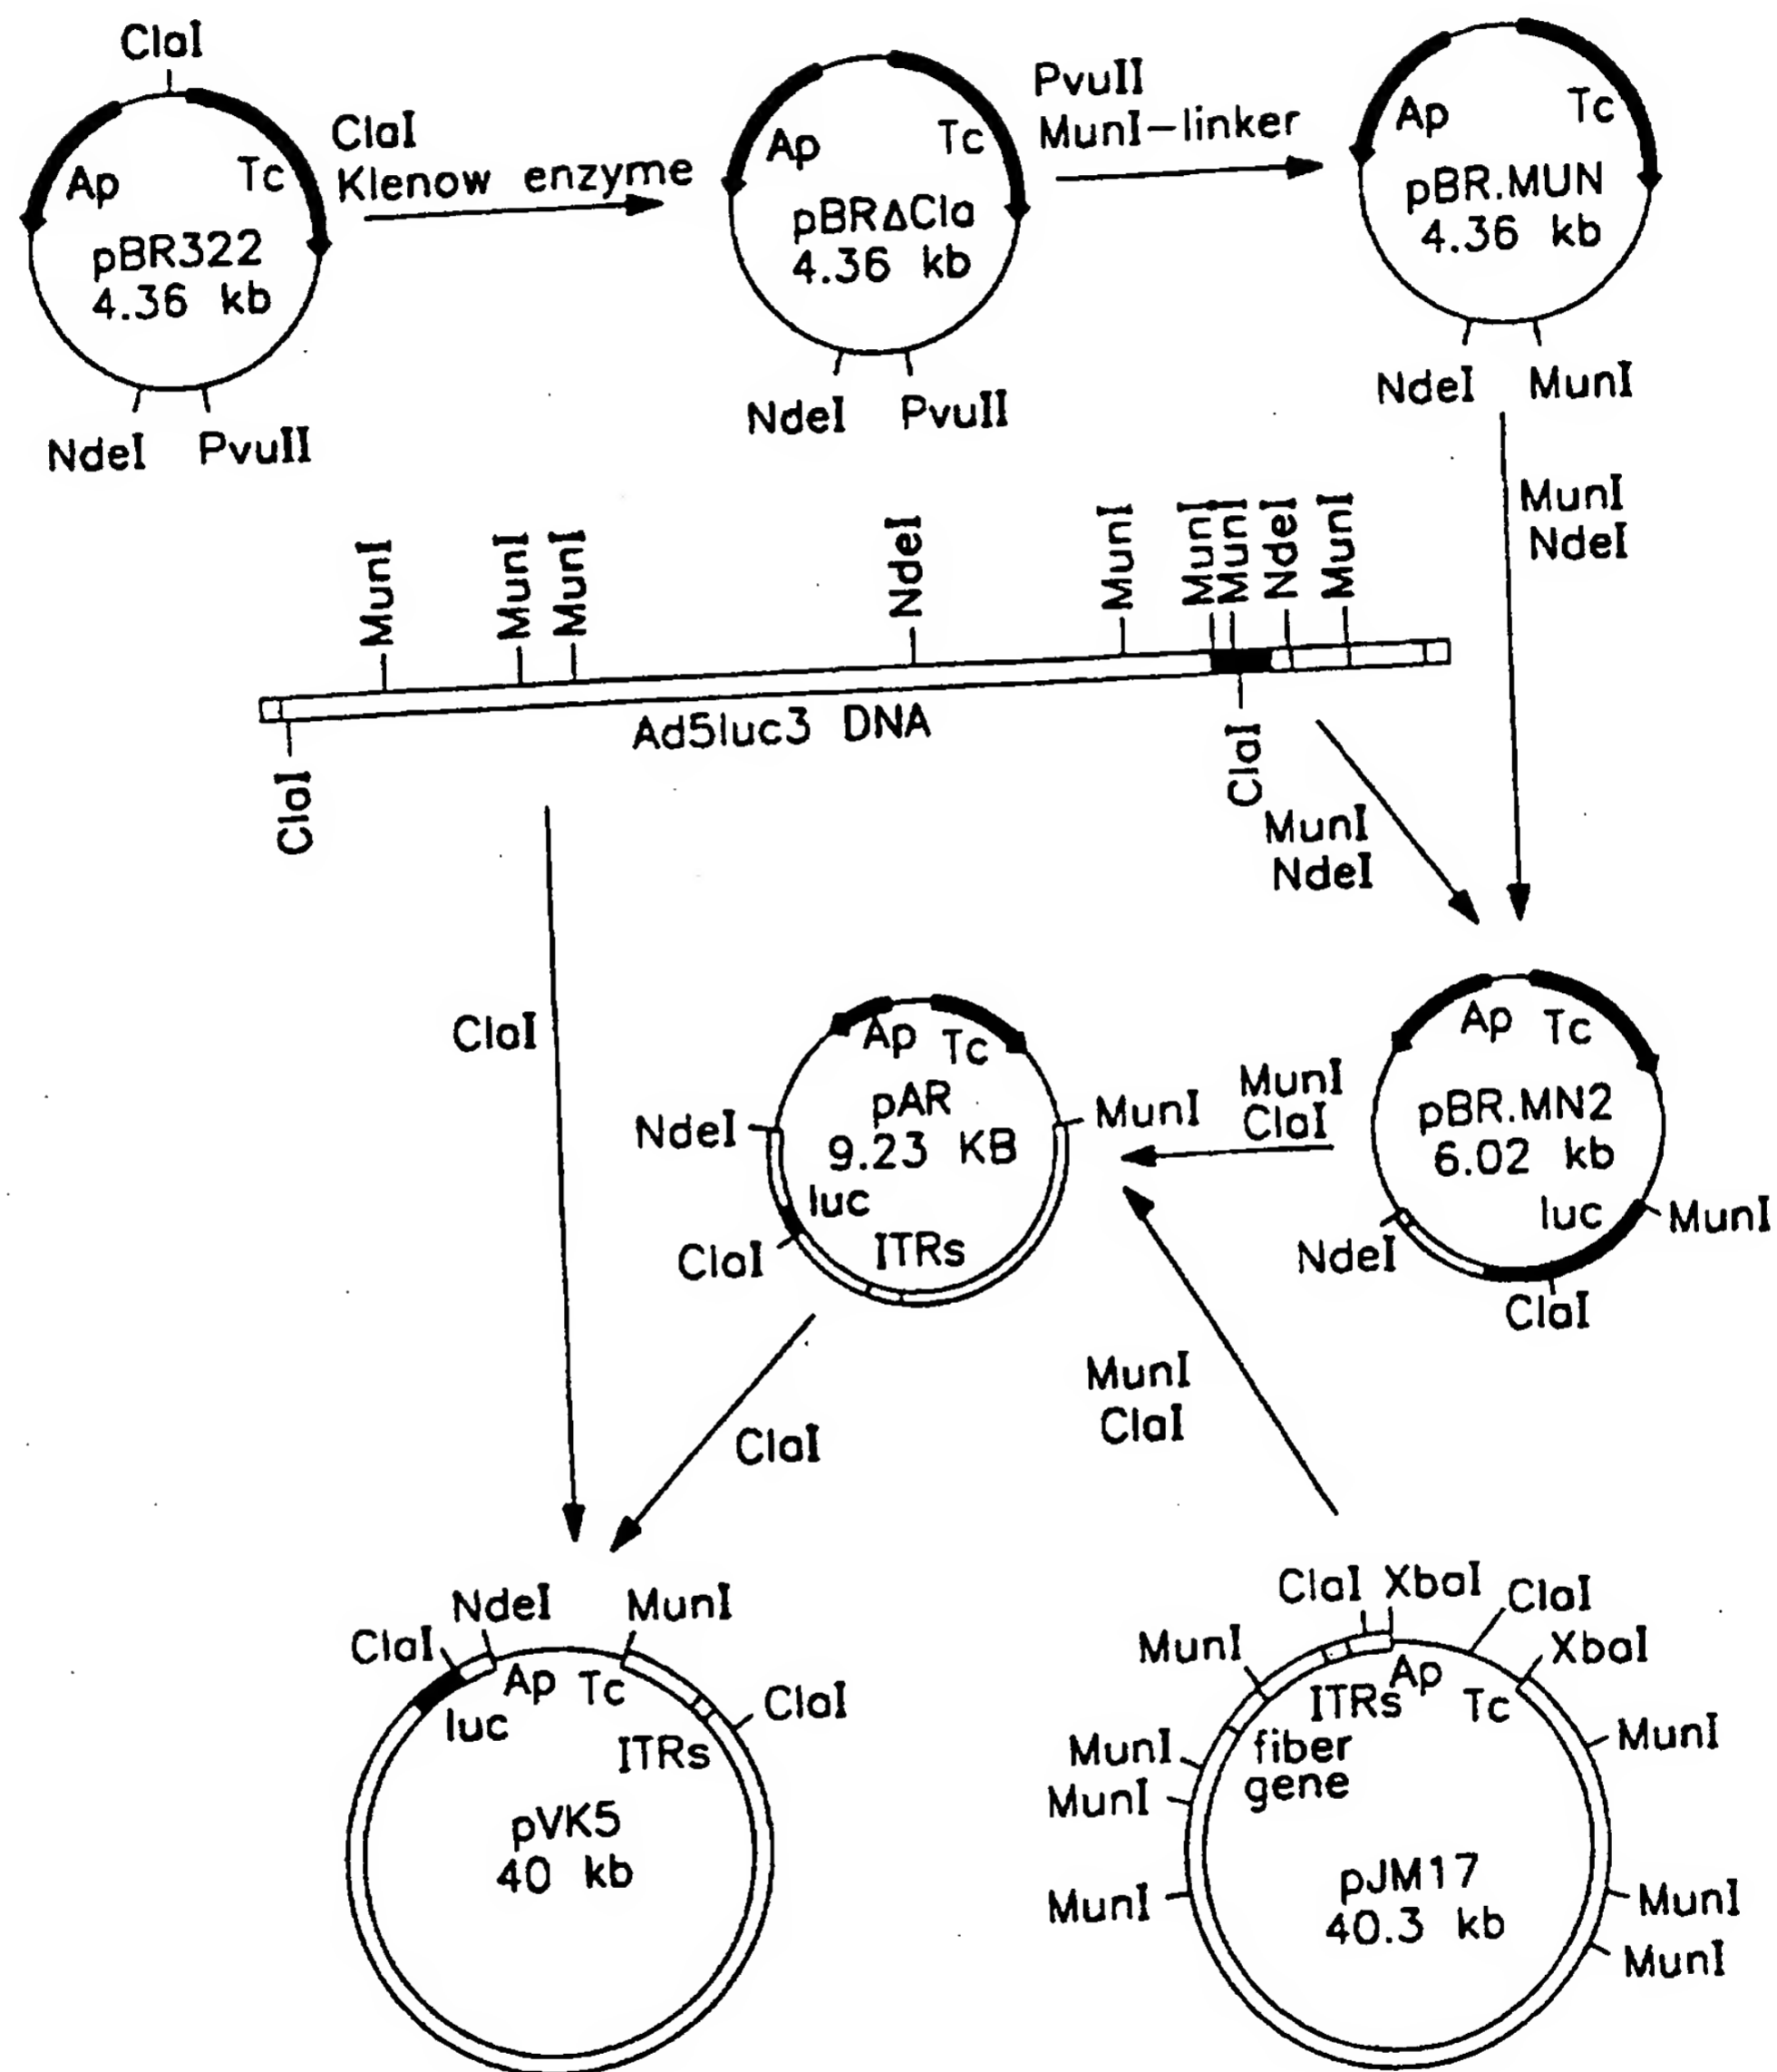 ClaI
Ap
Tc
pBR322
4.36 kb
NdeI
PvuII
ClaI
Klenow enzyme
Ap
Tc
pBRΔCla
4.36 kb
NdeI
PvuII
PvuII
MunI-linker
Ap
Tc
pBR.MUN
4.36 kb
NdeI
MunI
MunI
NdeI
MunI
MunI
MunI
NdeI
MunI
MunI
MunI
NdeI
MunI
Ad5luc3 DNA
ClaI
ClaI
MunI
NdeI
ClaI
Ap
Tc
pAR
9.23 KB
NdeI
MunI
luc
ClaI
ITRs
MunI
ClaI
Ap
Tc
pBR.MN2
6.02 kb
luc
MunI
NdeI
ClaI
ClaI
MunI
ClaI
NdeI
MunI
ClaI
Ap
Tc
luc
ClaI
ITRs
pVK5
40 kb
ClaI
XbaI
ClaI
MunI
XbaI
Ap
ITRs
Tc
MunI
fiber
gene
MunI
MunI
MunI
pJM17
40.3 kb
MunI
MunI